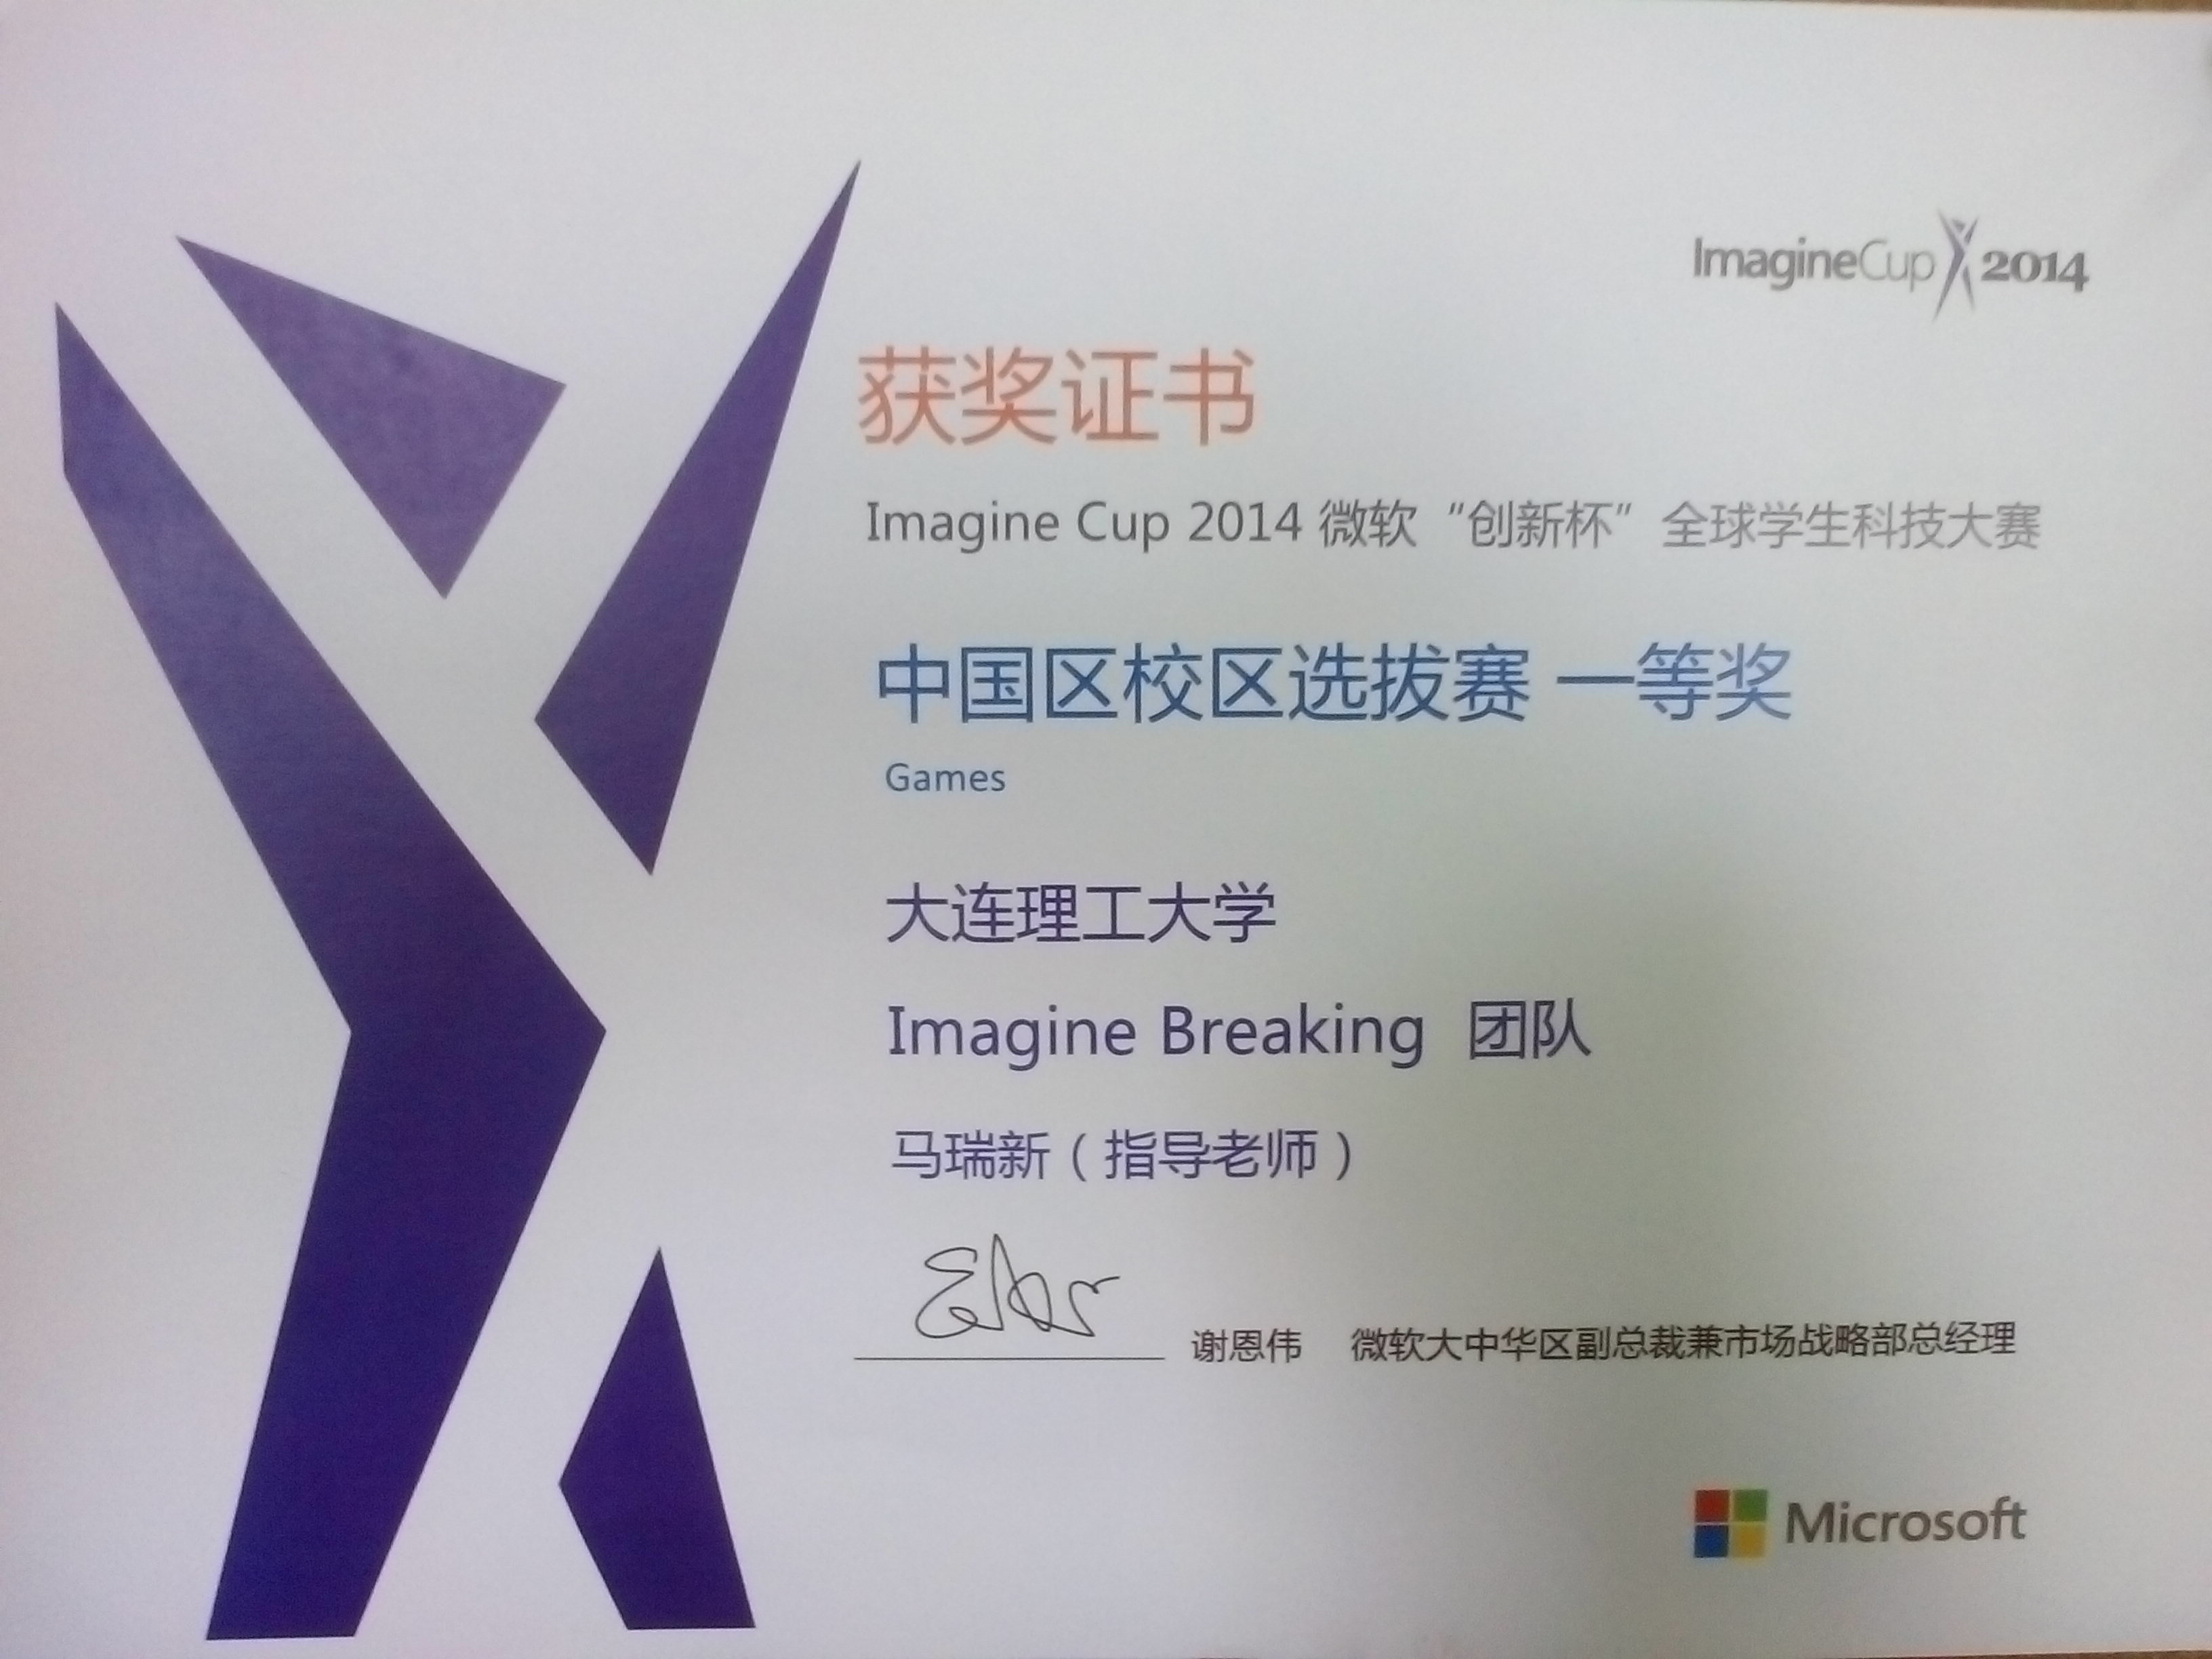 ImagineCup 2014
获奖证书
Imagine Cup 2014 微软“创新杯”全球学生科技大赛
中国区校区选拔赛 一等奖
Games
大连理工大学
Imagine Breaking 团队
马瑞新（指导老师）
谢恩伟 微软大中华区副总裁兼市场战略部总经理
Microsoft